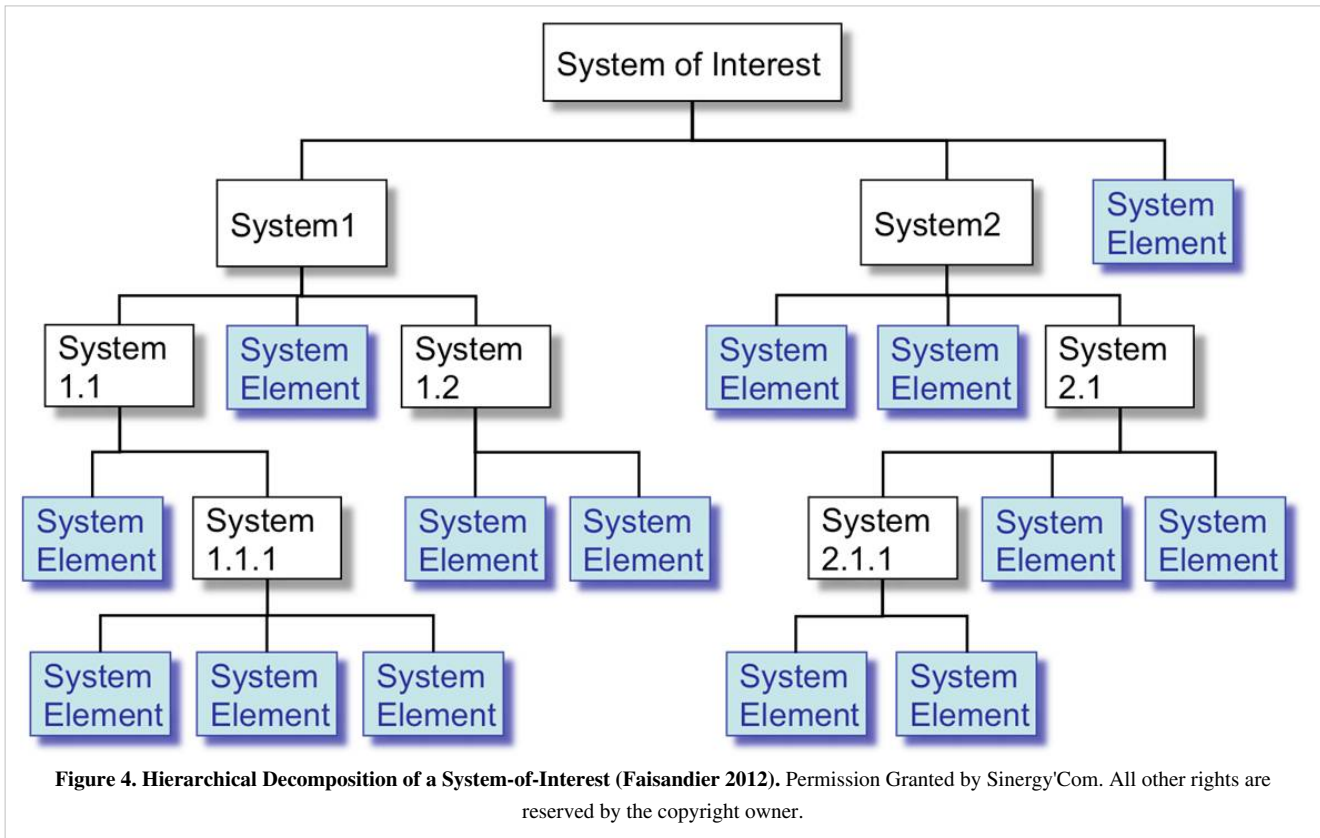 System of Interest
System1
System2
System
Element
System
1.1
System
Element
System
1.2
System
Element
System
Element
System
2.1
System
Element
System
1.1.1
System
Element
System
Element
System
2.1.1
System
Element
System
Element
System
Element
System
Element
System
Element
System
Element
System
Element
Figure 4. Hierarchical Decomposition of a System-of-Interest (Faisandier 2012). Permission Granted by Sinergy'Com. All other rights are
reserved by the copyright owner.